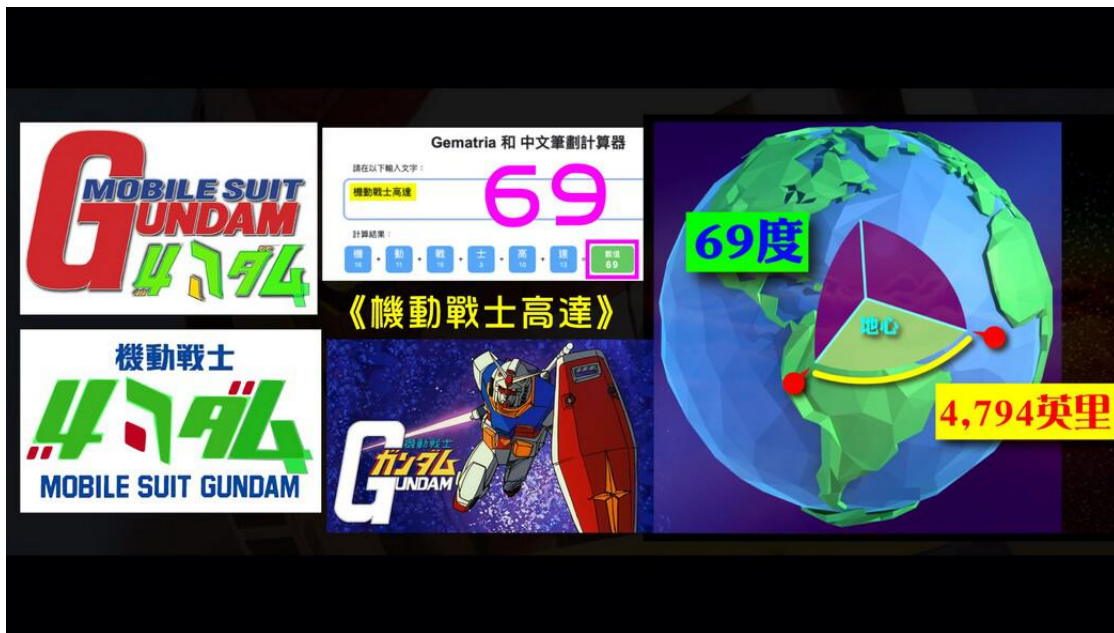 MOBILE SUIT
GUNDAM
ガンダム
機動戦士
ガンダム
MOBILE SUIT GUNDAM
Gematria 和 中文筆劃計算器
請在以下輸入文字：
機動戰士高達
69
計算結果：
機 + 動 + 戰 + 士 + 高 + 達 = 數值
16 11 16 3 10 13 69
《機動戰士高達》
機動戦士
ガンダム
GUNDAM
69度
地心
4,794英里